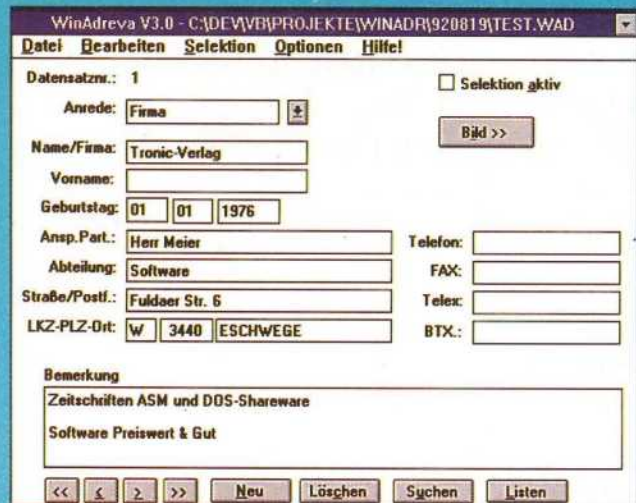 WinAdreva V3.0 - C:\DEV\VB\PROJEKTE\WINADR\920819\TEST.WAD
Datei Bearbeiten Selektion Optionen Hilfe!
Datensatznr.: 1
Selektion aktiv
Anrede: Firma
Bild >>
Name/Firma: Tronic-Verlag
Vorname:
Geburtstag: 01 01 1976
Ansp.Part.: Herr Meier Telefon:
Abteilung: Software FAX:
Straße/Postf.: Fuldaer Str. 6 Telex:
LKZ-PLZ-Ort: W 3440 ESCHWEGE BTX.:
Bemerkung
Zeitschriften ASM und DOS-Shareware
Software Preiswert & Gut
<< < > >> Neu Löschen Suchen Listen